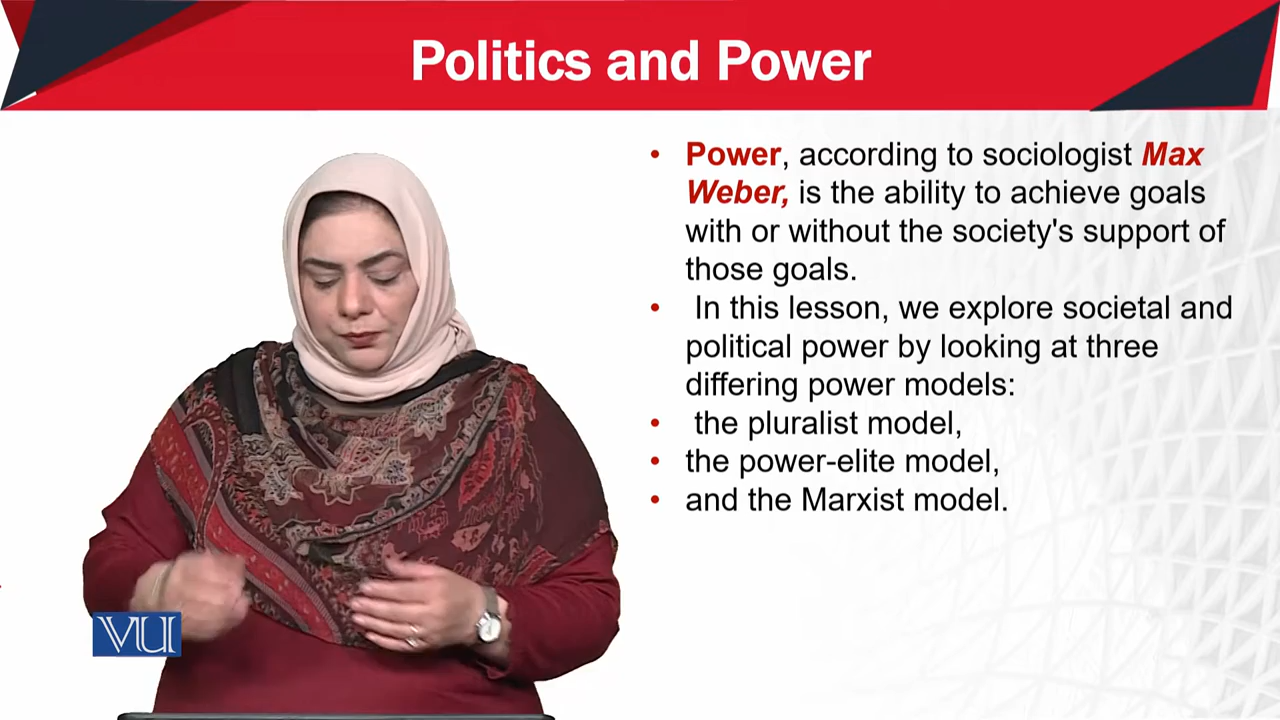 Politics and Power
• Power, according to sociologist Max
Weber, is the ability to achieve goals
with or without the society's support of
those goals.
• In this lesson, we explore societal and
political power by looking at three
differing power models:
• the pluralist model,
• the power-elite model,
• and the Marxist model.
VU